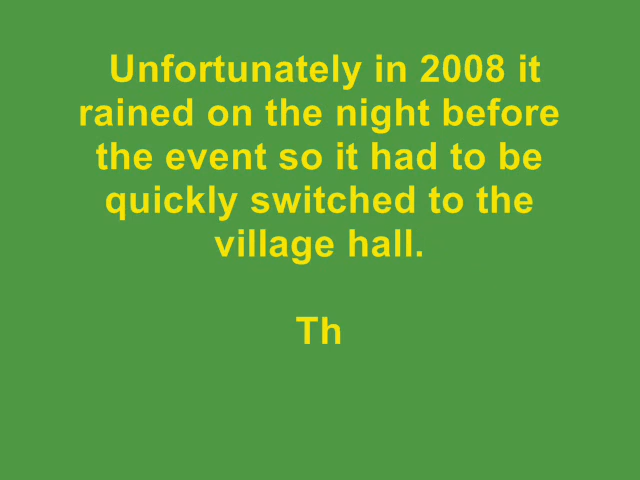 Unfortunately in 2008 it
rained on the night before
the event so it had to be
quickly switched to the
village hall.
Th